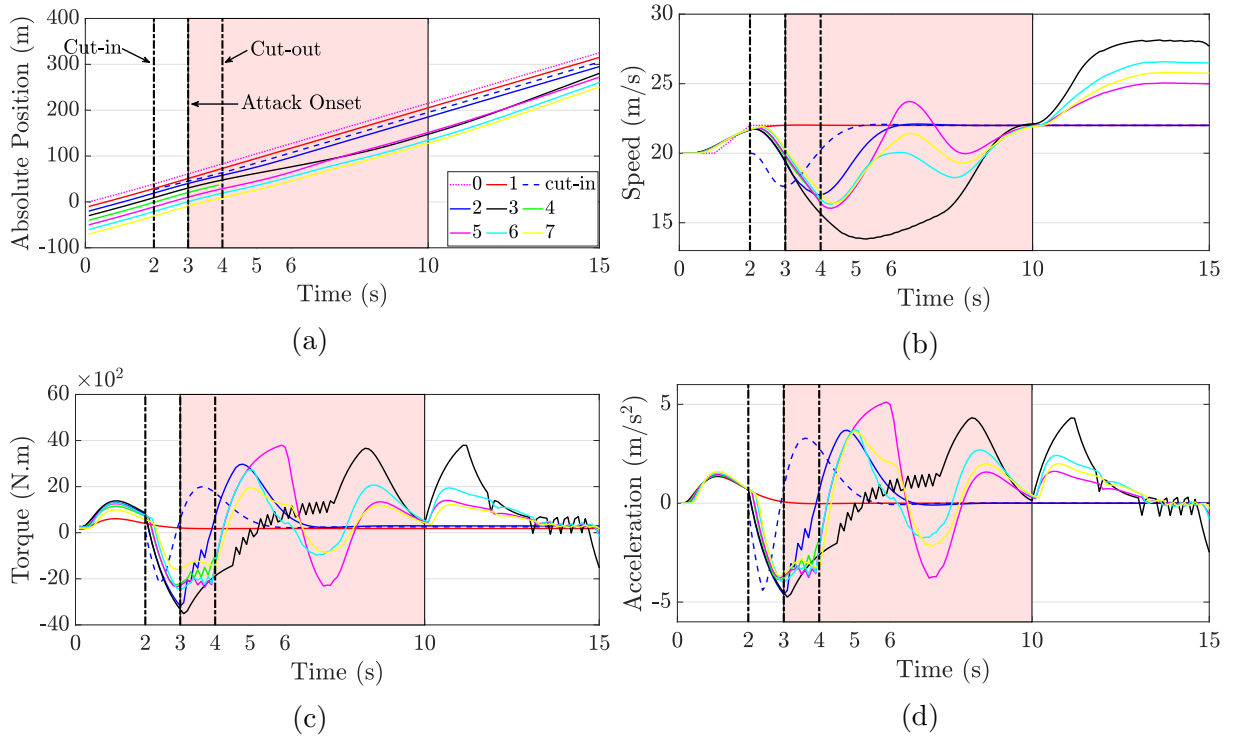 400
300
200
100
0
-100
Absolute Position (m)
Cut-in
Cut-out
Attack Onset
0 1 cut-in
2 3 4
5 6 7
0 2 3 4 5 6 10 15
Time (s)
(a)
30
25
20
15
Speed (m/s)
0 2 3 4 5 6 10 15
Time (s)
(b)
×10²
60
40
20
0
-20
-40
Torque (N.m)
0 2 3 4 5 6 10 15
Time (s)
(c)
5
0
-5
Acceleration (m/s²)
0 2 3 4 5 6 10 15
Time (s)
(d)